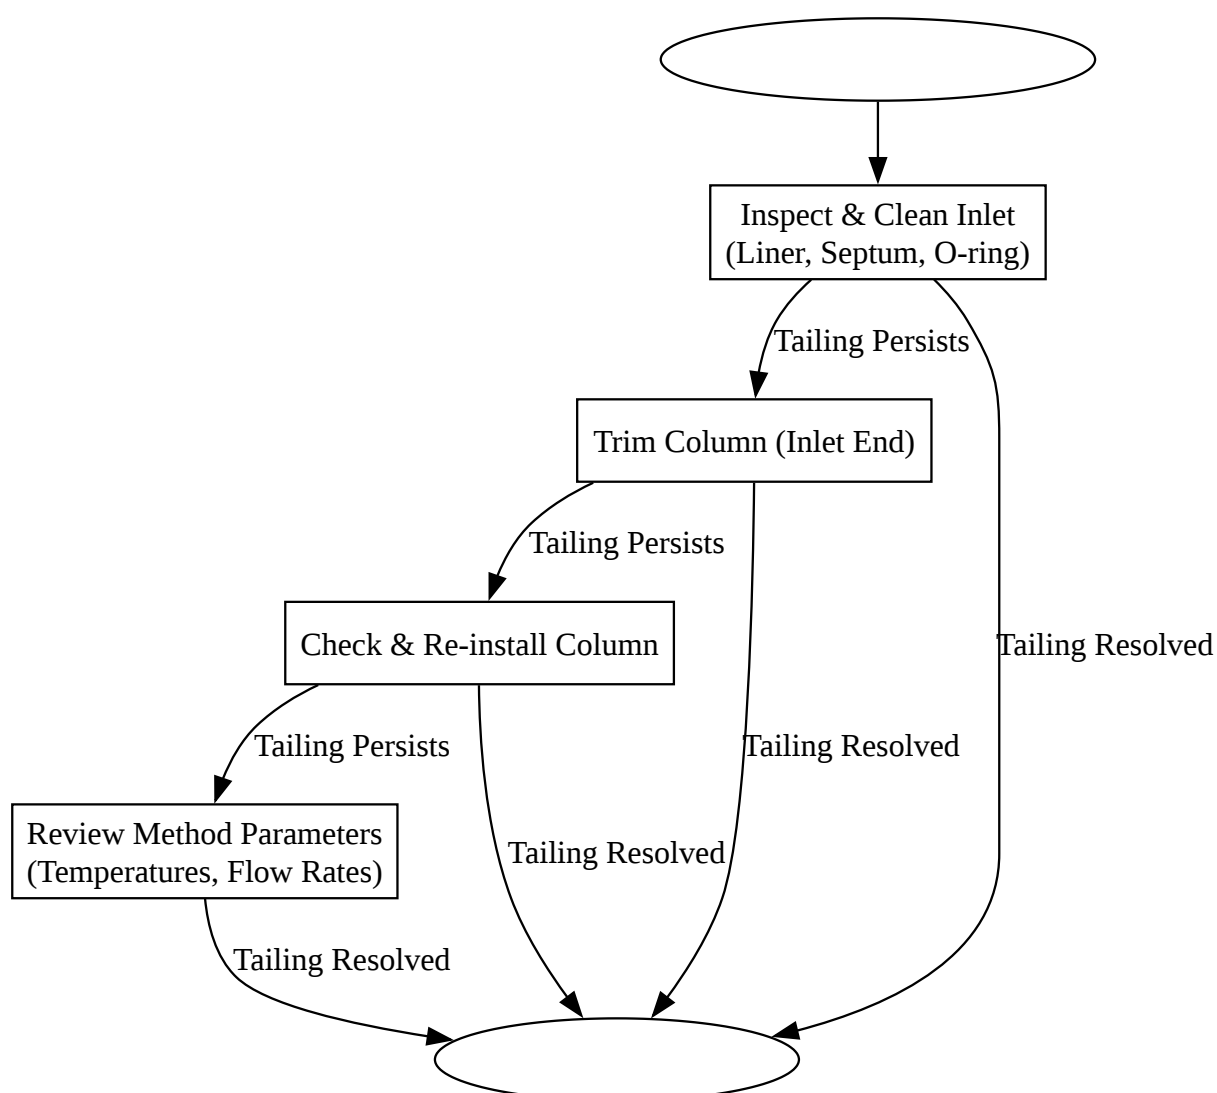 Inspect & Clean Inlet
(Liner, Septum, O-ring)
Tailing Persists
Trim Column (Inlet End)
Tailing Persists
Check & Re-install Column
Tailing Resolved
Tailing Persists
Tailing Resolved
Review Method Parameters
(Temperatures, Flow Rates)
Tailing Resolved
Tailing Resolved